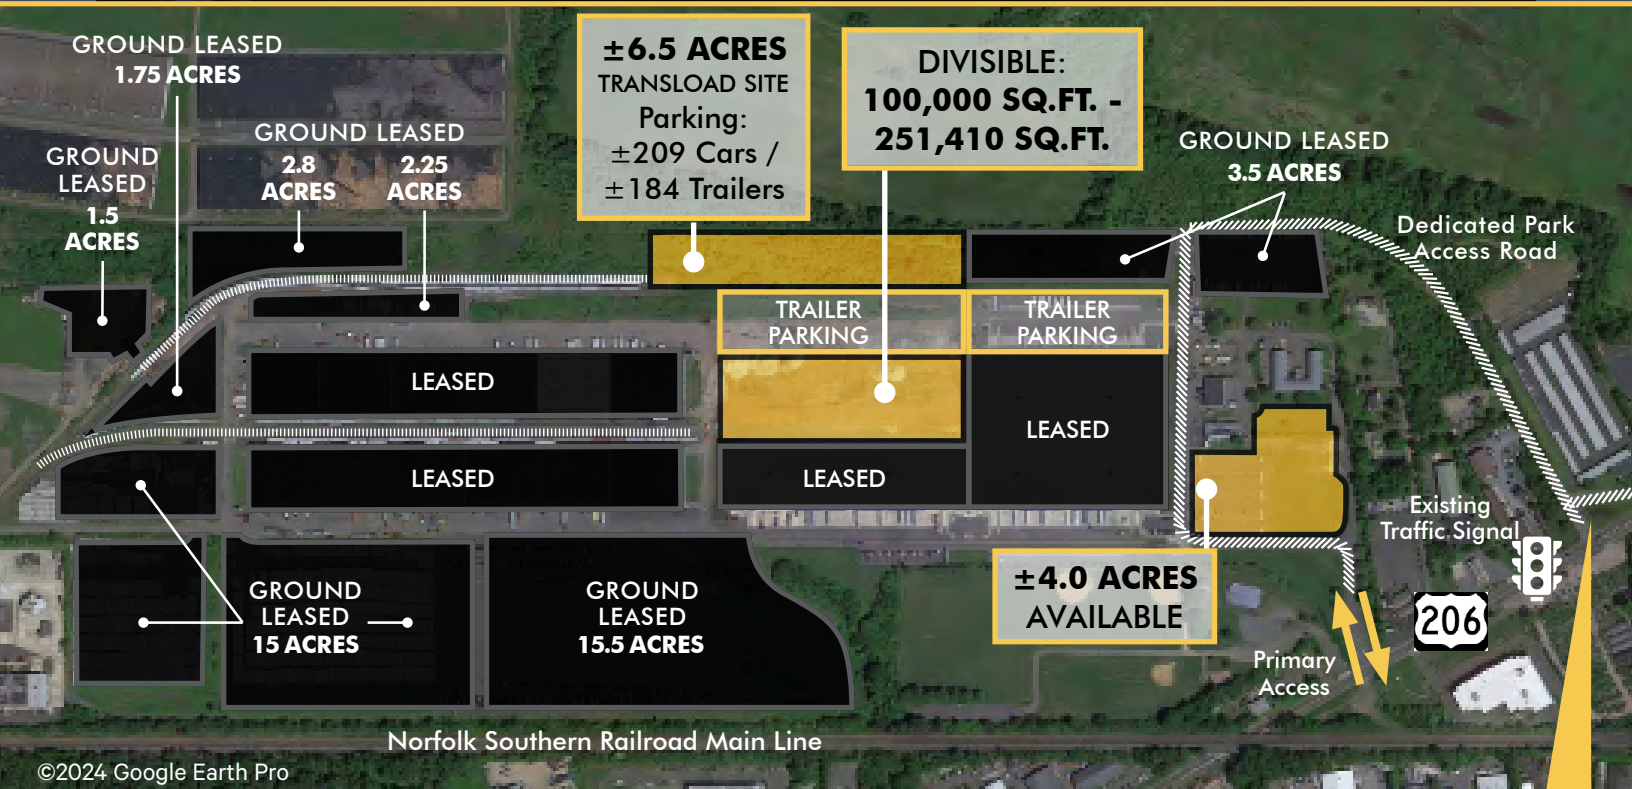 GROUND LEASED
1.75 ACRES
GROUND LEASED
2.8
ACRES
2.25
ACRES
GROUND
LEASED
1.5
ACRES
±6.5 ACRES
TRANSLOAD SITE
Parking:
±209 Cars /
±184 Trailers
DIVISIBLE:
100,000 SQ.FT. -
251,410 SQ.FT.
GROUND LEASED
3.5 ACRES
Dedicated Park
Access Road
TRAILER
PARKING
TRAILER
PARKING
LEASED
LEASED
LEASED
LEASED
Existing
Traffic Signal
±4.0 ACRES
AVAILABLE
206
Primary
Access
GROUND
LEASED
15 ACRES
GROUND
LEASED
15.5 ACRES
Norfolk Southern Railroad Main Line
©2024 Google Earth Pro